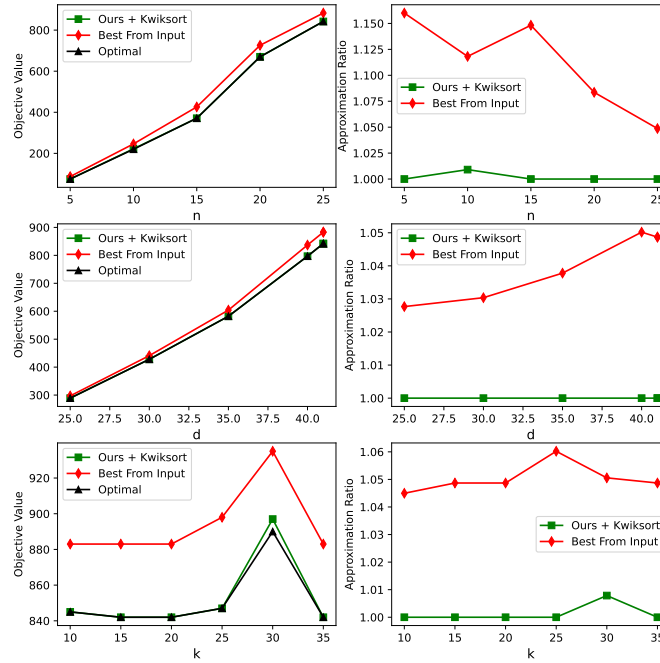 Ours + Kwiksort
Best From Input
Optimal
Objective Value
200
400
600
800
5
10
15
20
25
n
Ours + Kwiksort
Best From Input
Approximation Ratio
1.000
1.025
1.050
1.075
1.100
1.125
1.150
5
10
15
20
25
n
Ours + Kwiksort
Best From Input
Optimal
Objective Value
300
400
500
600
700
800
900
25.0
27.5
30.0
32.5
35.0
37.5
40.0
d
Ours + Kwiksort
Best From Input
Approximation Ratio
1.00
1.01
1.02
1.03
1.04
1.05
25.0
27.5
30.0
32.5
35.0
37.5
40.0
d
Ours + Kwiksort
Best From Input
Optimal
Objective Value
840
860
880
900
920
10
15
20
25
30
35
k
Ours + Kwiksort
Best From Input
Approximation Ratio
1.00
1.01
1.02
1.03
1.04
1.05
1.06
10
15
20
25
30
35
k